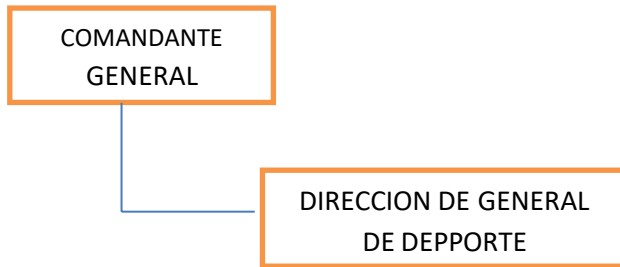 COMANDANTE
GENERAL
DIRECCION DE GENERAL
DE DEPPORTE